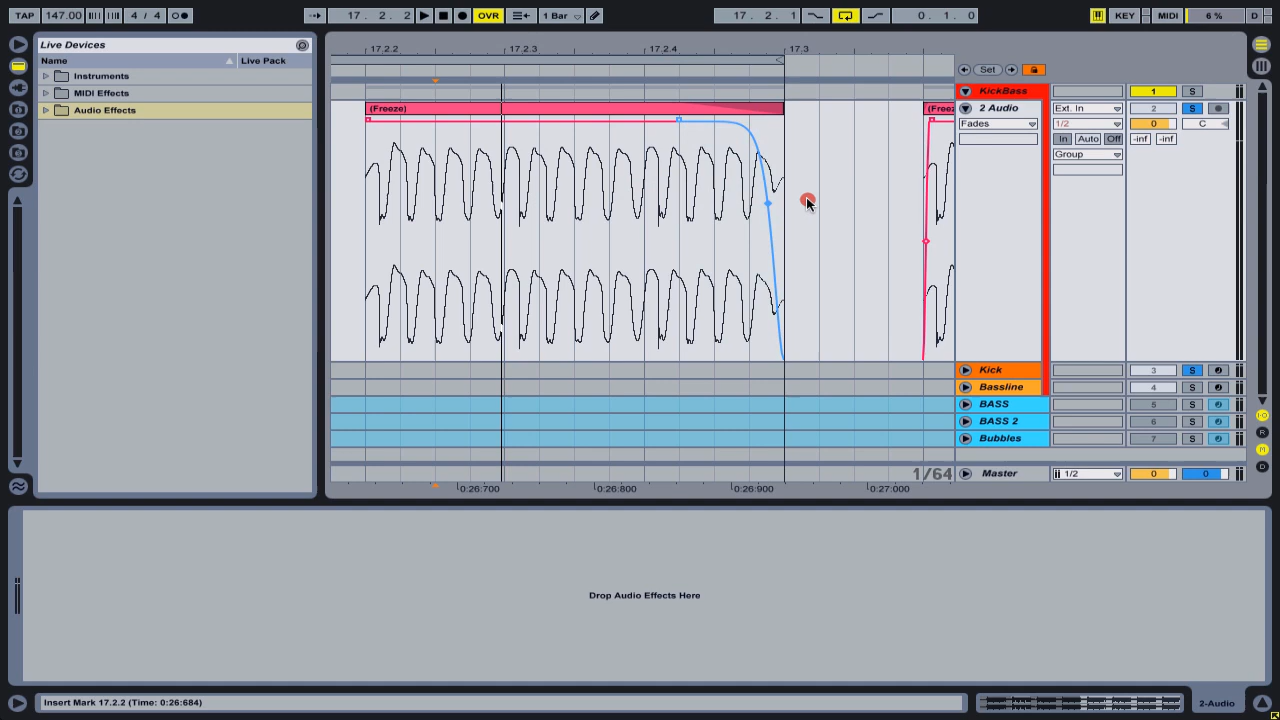 TAP 147.00 4 / 4 17 . 2 . 2 OVR 1 Bar 17 . 2 . 1 0 . 1 . 0 KEY MIDI 6 % D
Live Devices
Name Live Pack
Instruments
MIDI Effects
Audio Effects
17.2.2 17.2.3 17.2.4 17.3
Set
KickBass 1 S
(Freeze) (Freez 2 Audio Ext. In 2 S
Fades 1/2 0 C
In Auto Off -inf -inf
Group
Kick 3 S
Bassline 4 S
BASS 5 S
BASS 2 6 S
Bubbles 7 S
I-O
R
M
D
1/64 Master 1/2 0 0
0:26:700 0:26:800 0:26:900 0:27:000
Drop Audio Effects Here
Insert Mark 17.2.2 (Time: 0:26:684) 2-Audio